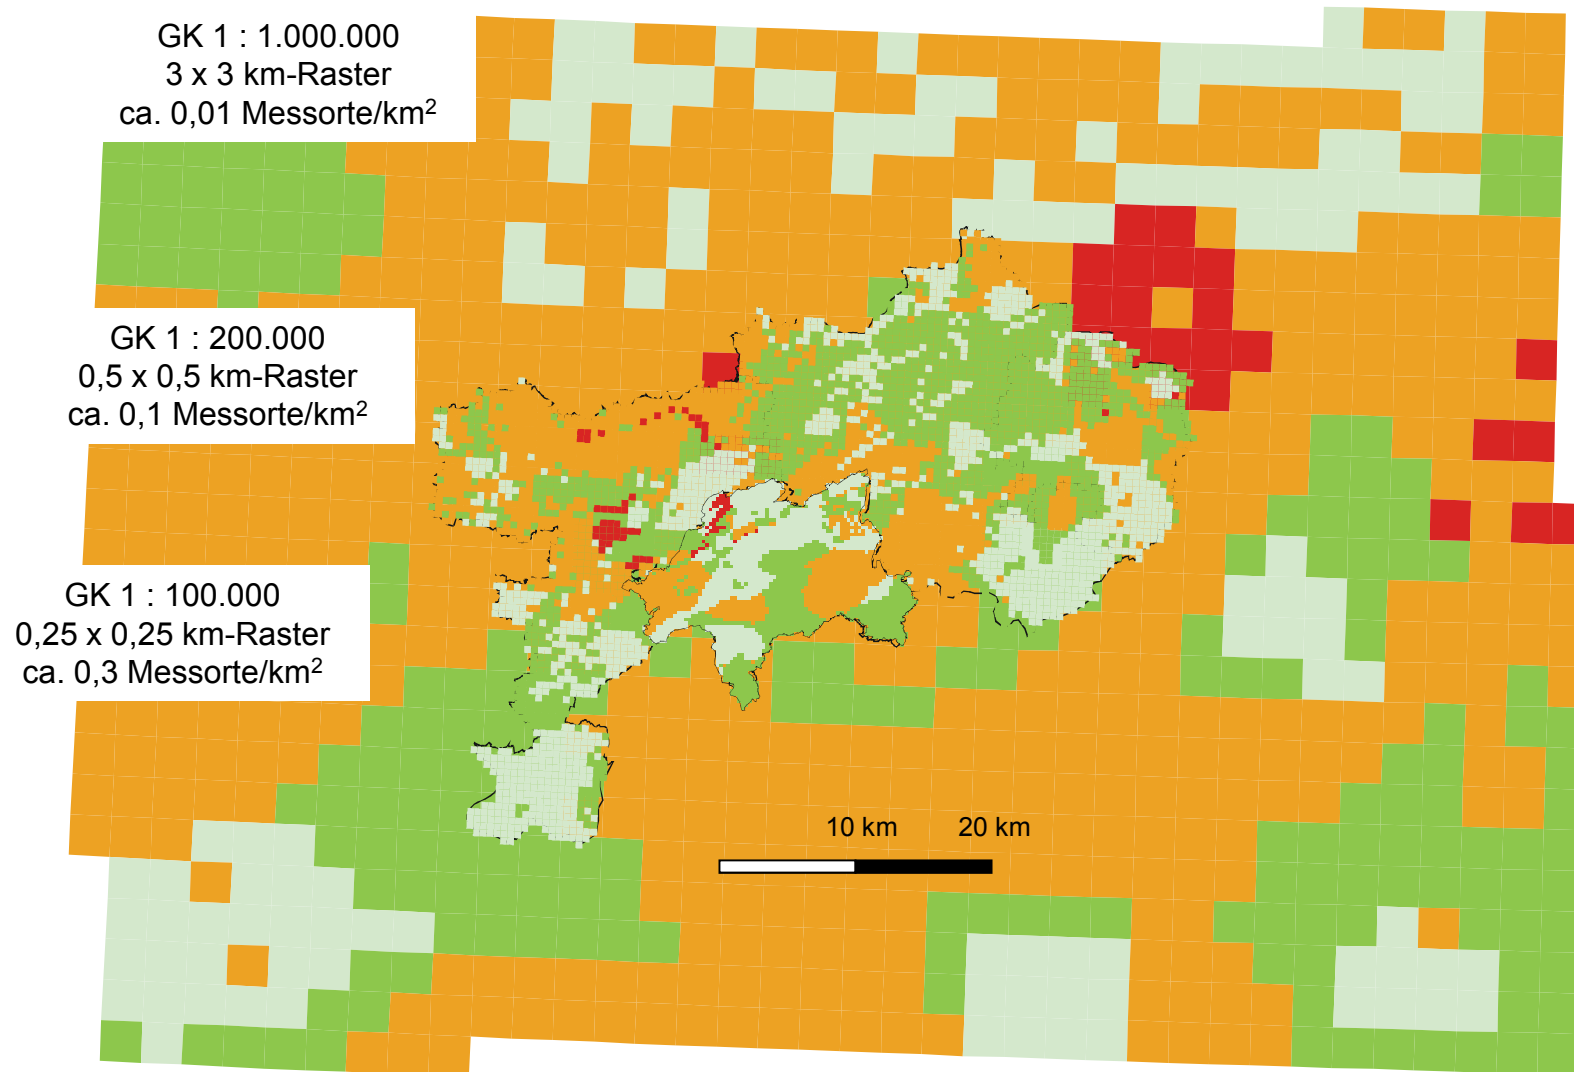 GK 1 : 1.000.000
3 x 3 km-Raster
ca. 0,01 Messorte/km²
GK 1 : 200.000
0,5 x 0,5 km-Raster
ca. 0,1 Messorte/km²
GK 1 : 100.000
0,25 x 0,25 km-Raster
ca. 0,3 Messorte/km²
10 km 20 km